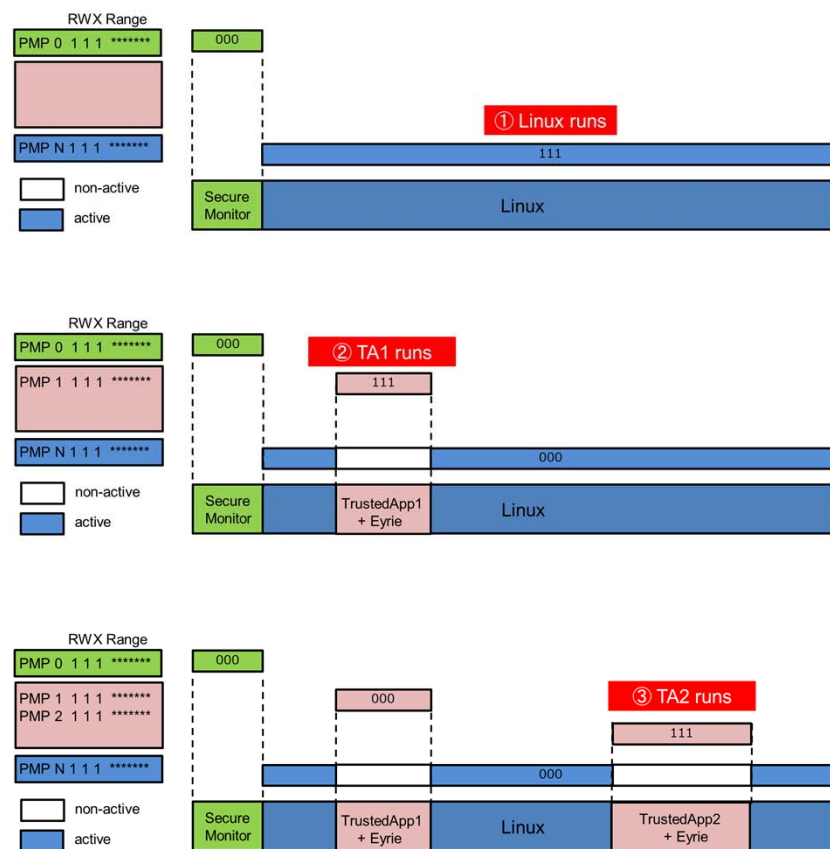 RWX Range
PMP 0 1 1 1 *******
000
① Linux runs
PMP N 1 1 1 *******
111
non-active
active
Secure
Monitor
Linux
RWX Range
PMP 0 1 1 1 *******
000
② TA1 runs
PMP 1 1 1 1 *******
111
PMP N 1 1 1 *******
000
non-active
active
Secure
Monitor
TrustedApp1
+ Eyrie
Linux
RWX Range
PMP 0 1 1 1 *******
000
PMP 1 1 1 1 *******
PMP 2 1 1 1 *******
000
③ TA2 runs
111
PMP N 1 1 1 *******
000
non-active
active
Secure
Monitor
TrustedApp1
+ Eyrie
Linux
TrustedApp2
+ Eyrie